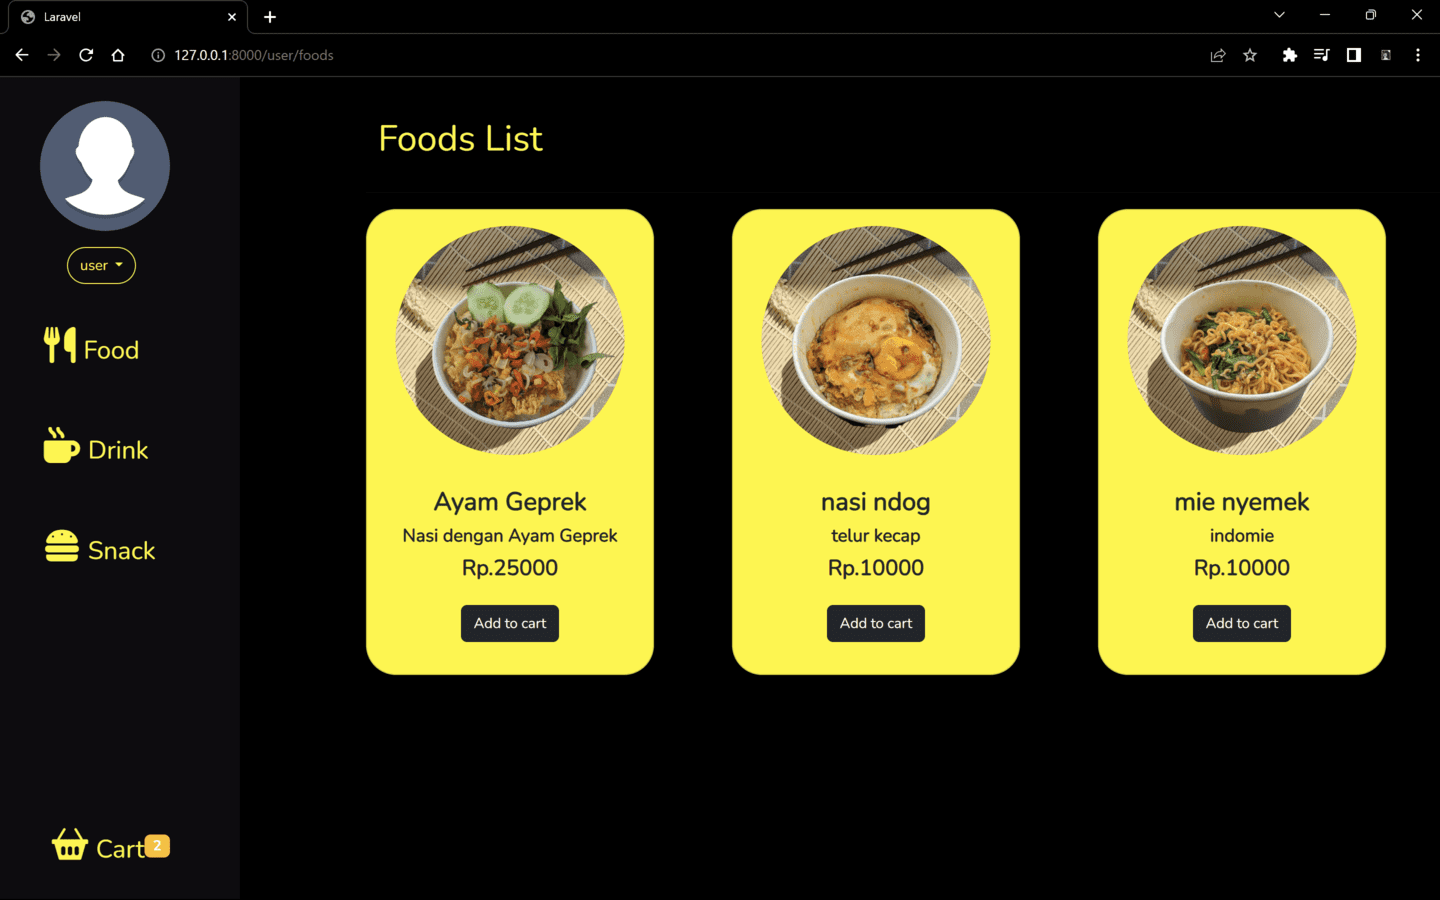 Laravel
127.0.0.1:8000/user/foods
Foods List
user
Food
Drink
Snack
Cart 2
Ayam Geprek
Nasi dengan Ayam Geprek
Rp.25000
Add to cart
nasi ndog
telur kecap
Rp.10000
Add to cart
mie nyemek
indomie
Rp.10000
Add to cart